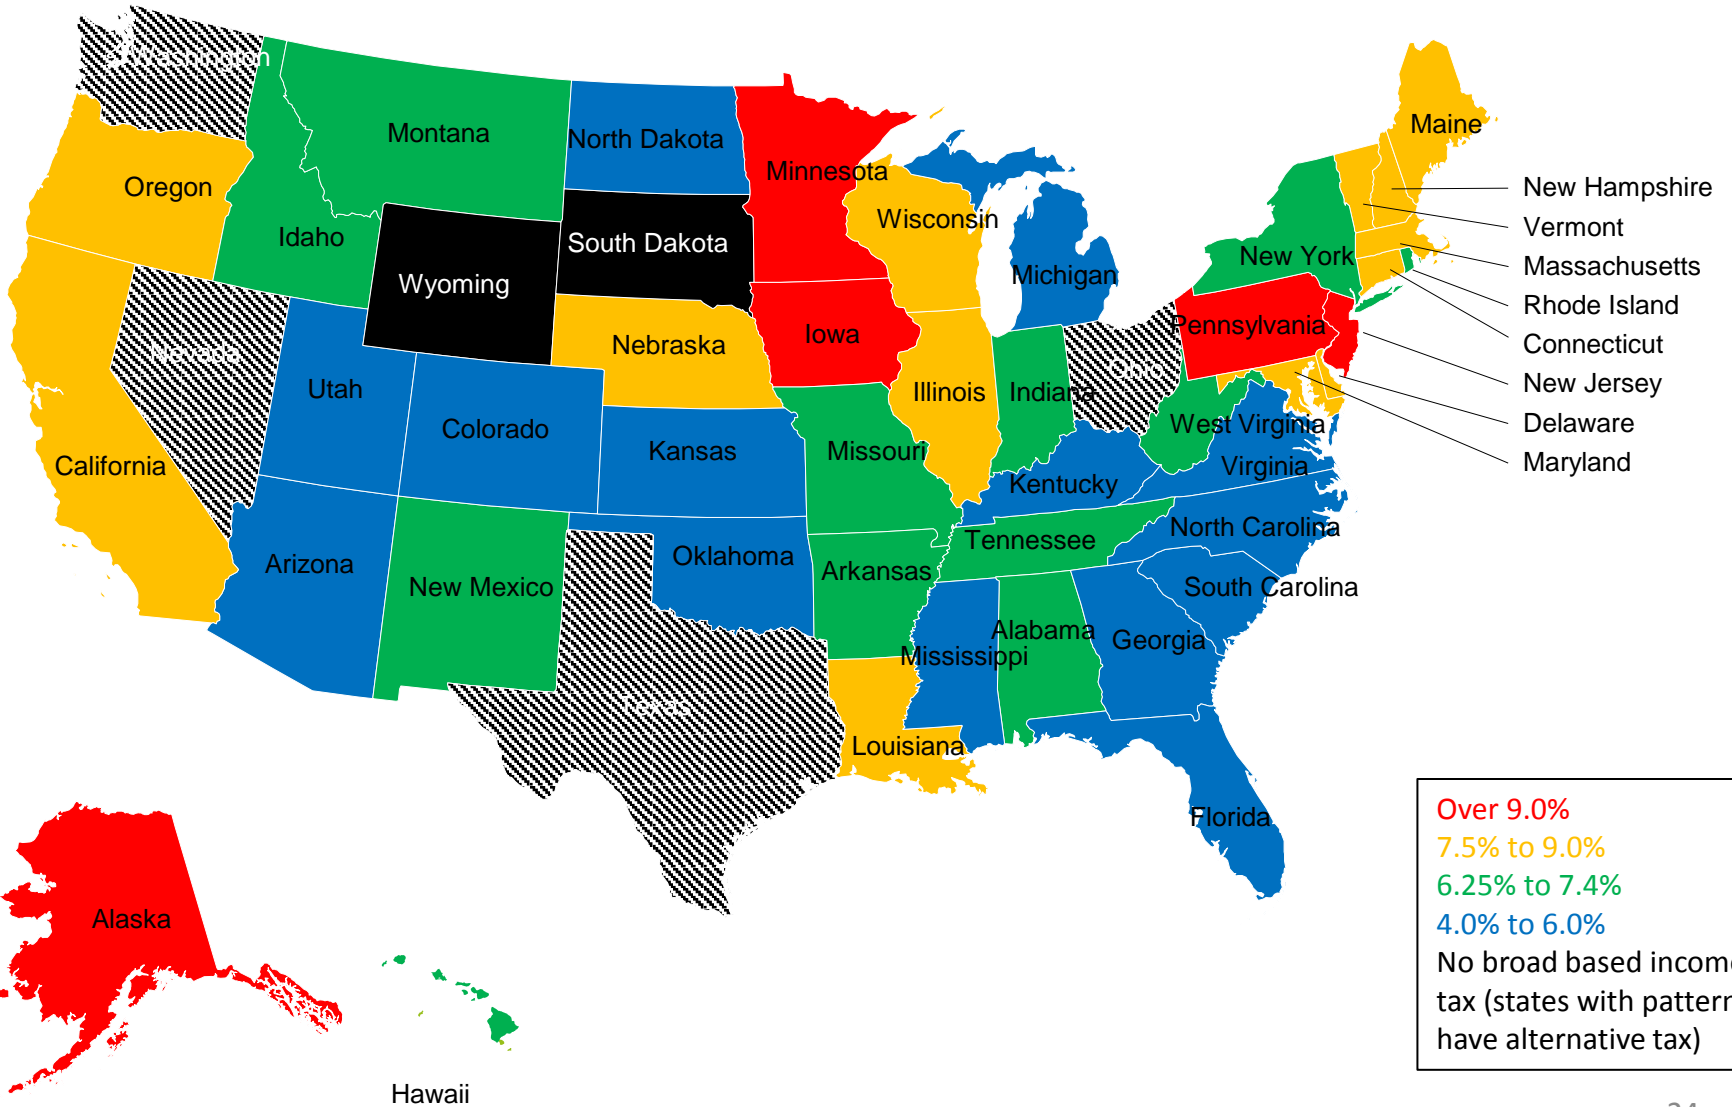 Washington
Montana
North Dakota
Minnesota
Maine
Oregon
Idaho
Wisconsin
South Dakota
Wyoming
Michigan
New York
New Hampshire
Vermont
Massachusetts
Rhode Island
Connecticut
New Jersey
Delaware
Maryland
Nevada
Nebraska
Iowa
Pennsylvania
Ohio
Utah
Colorado
Illinois
Indiana
California
Kansas
Missouri
West Virginia
Kentucky
Virginia
Arizona
New Mexico
Oklahoma
Arkansas
Tennessee
North Carolina
South Carolina
Texas
Mississippi
Alabama
Georgia
Louisiana
Florida
Alaska
Hawaii
Over 9.0%
7.5% to 9.0%
6.25% to 7.4%
4.0% to 6.0%
No broad based income
tax (states with pattern
have alternative tax)